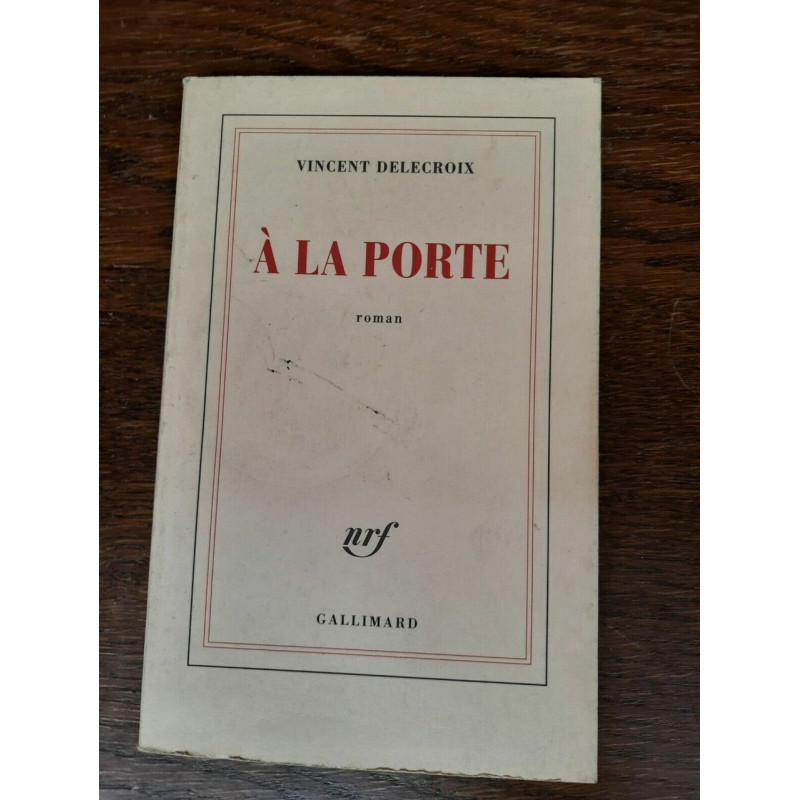 VINCENT DELECROIX
À LA PORTE
roman
nrf
GALLIMARD